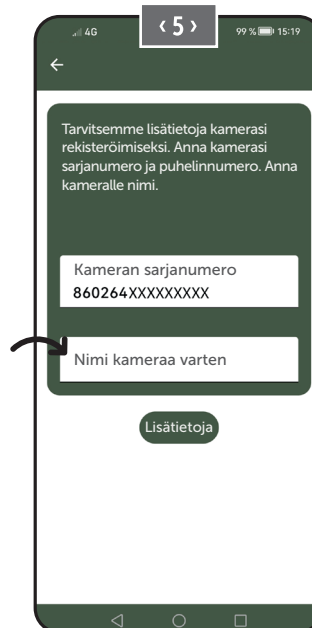 ‹ 5 ›
4G
99 % 15:19
Tarvitsemme lisätietoja kamerasi
rekisteröimiseksi. Anna kamerasi
sarjanumero ja puhelinnumero. Anna
kameralle nimi.
Kameran sarjanumero
860264XXXXXXXXX
Nimi kameraa varten
Lisätietoja